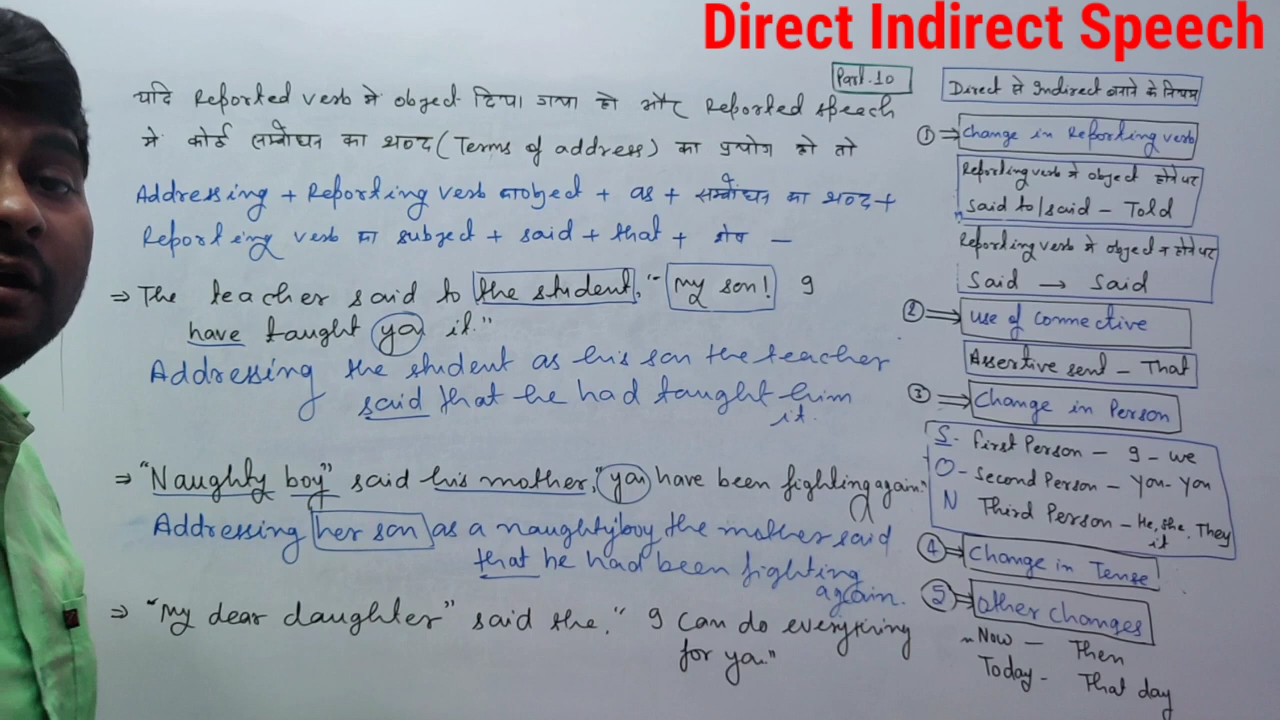 Direct Indirect Speech
Part-10
यदि Reported verb में object दिया गया हो और Reported speech
में कोई सम्बोधन का शब्द (Terms of address) का प्रयोग हो तो
Addressing + Reporting verb का object + as + सम्बोधन का शब्द +
Reporting verb का subject + said + that + शेष —
⇒ The teacher said to the student, "my son! I
have taught you it."
Addressing the student as his son the teacher
said that he had taught him
it.
⇒ "Naughty boy" said his mother, "you have been fighting again."
Addressing her son as a naughty boy the mother said
that he had been fighting
again.
⇒ "My dear daughter" said the. "I can do everything
for you"
Direct से Indirect बनाने के नियम
① ⇒ Change in Reporting verb
Reporting verb में object होने पर
Said to/said - Told
Reporting verb में object न होने पर
Said → Said
② ⇒ Use of Connective
Assertive sent - That
③ ⇒ Change in Person
S - First Person - I - we
O - Second Person - You - You
N Third Person - He, she, They
it
④ ⇒ Change in Tense
⑤ ⇒ Other Changes
Now - Then
Today - That day